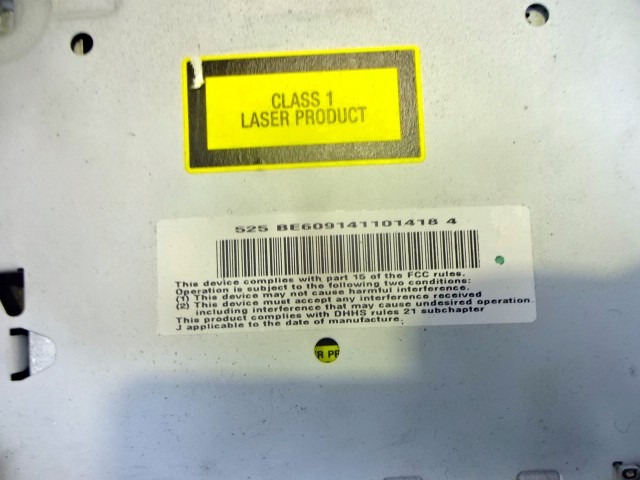 CLASS 1
LASER PRODUCT
525 BE609141101418 4
This device complies with part 15 of the FCC rules.
Operation is subject to the following two conditions:
(1) This device may not cause harmful interference.
(2) This device must accept any interference received
including interference that may cause undesired operation
This product complies with DHHS rules 21 subchapter
J applicable to the date of manufacture.
R PR